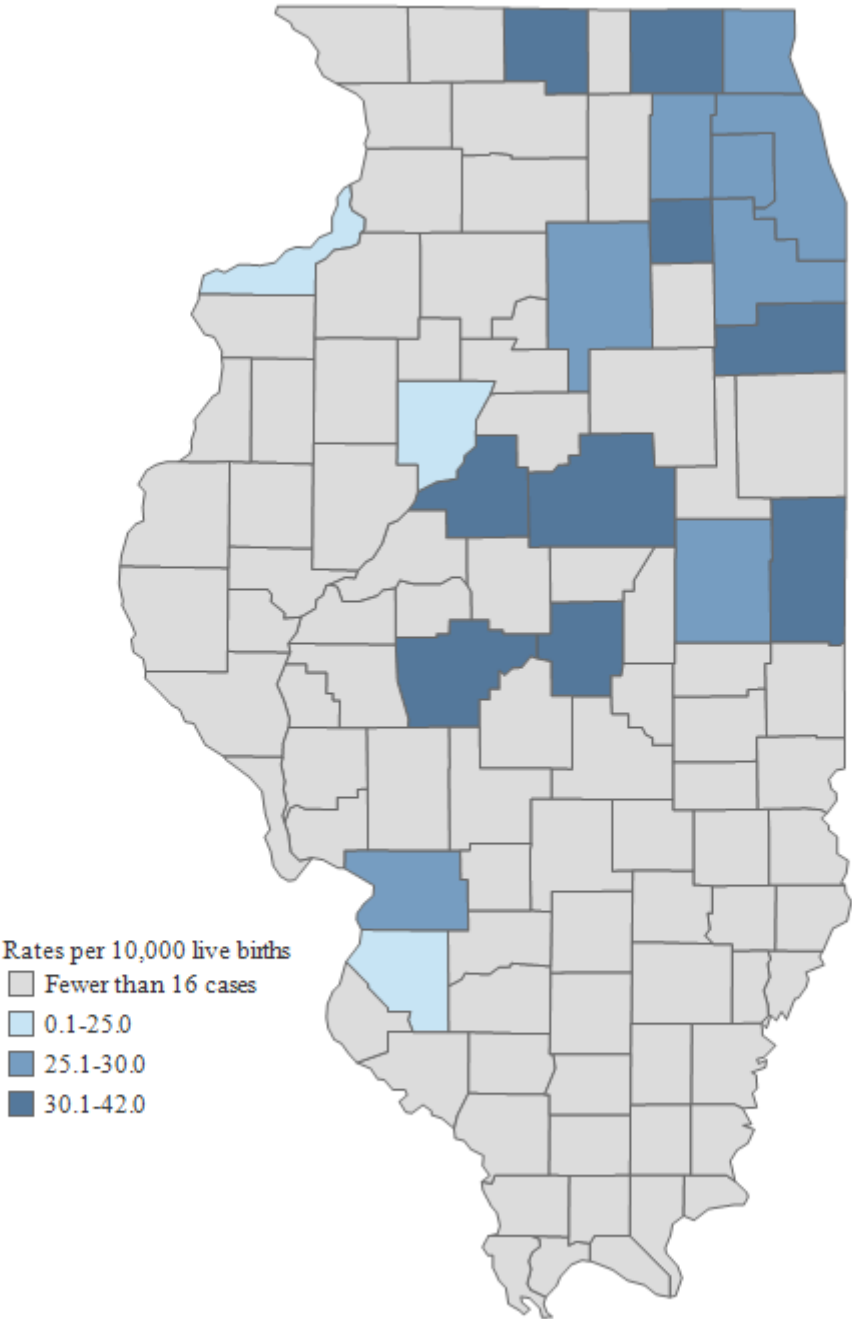 Rates per 10,000 live births
Fewer than 16 cases
0.1-25.0
25.1-30.0
30.1-42.0